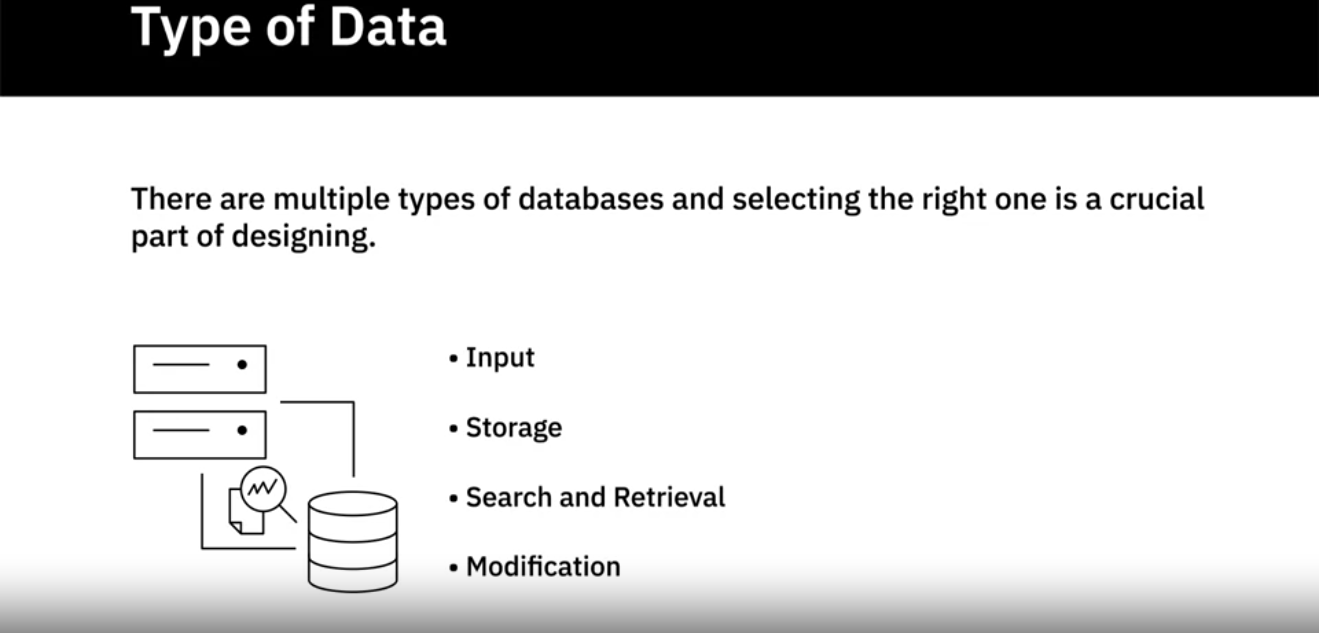 Type of Data
There are multiple types of databases and selecting the right one is a crucial
part of designing.
• Input
• Storage
• Search and Retrieval
• Modification